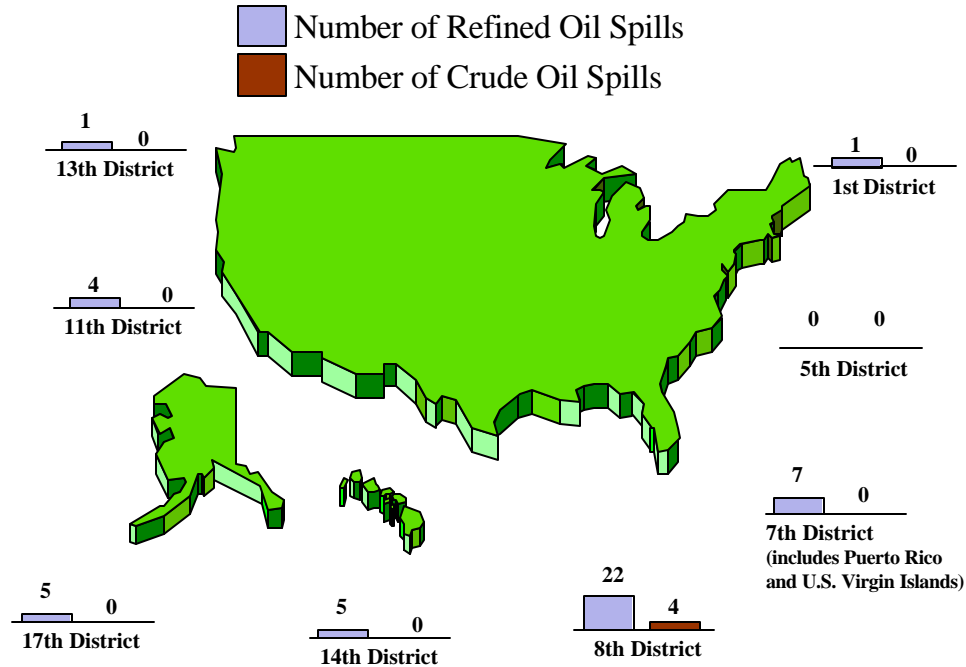 Number of Refined Oil Spills
Number of Crude Oil Spills
1 0
13th District
1 0
1st District
4 0
11th District
0 0
5th District
7 0
7th District
(includes Puerto Rico
and U.S. Virgin Islands)
5 0
17th District
5 0
14th District
22 4
8th District